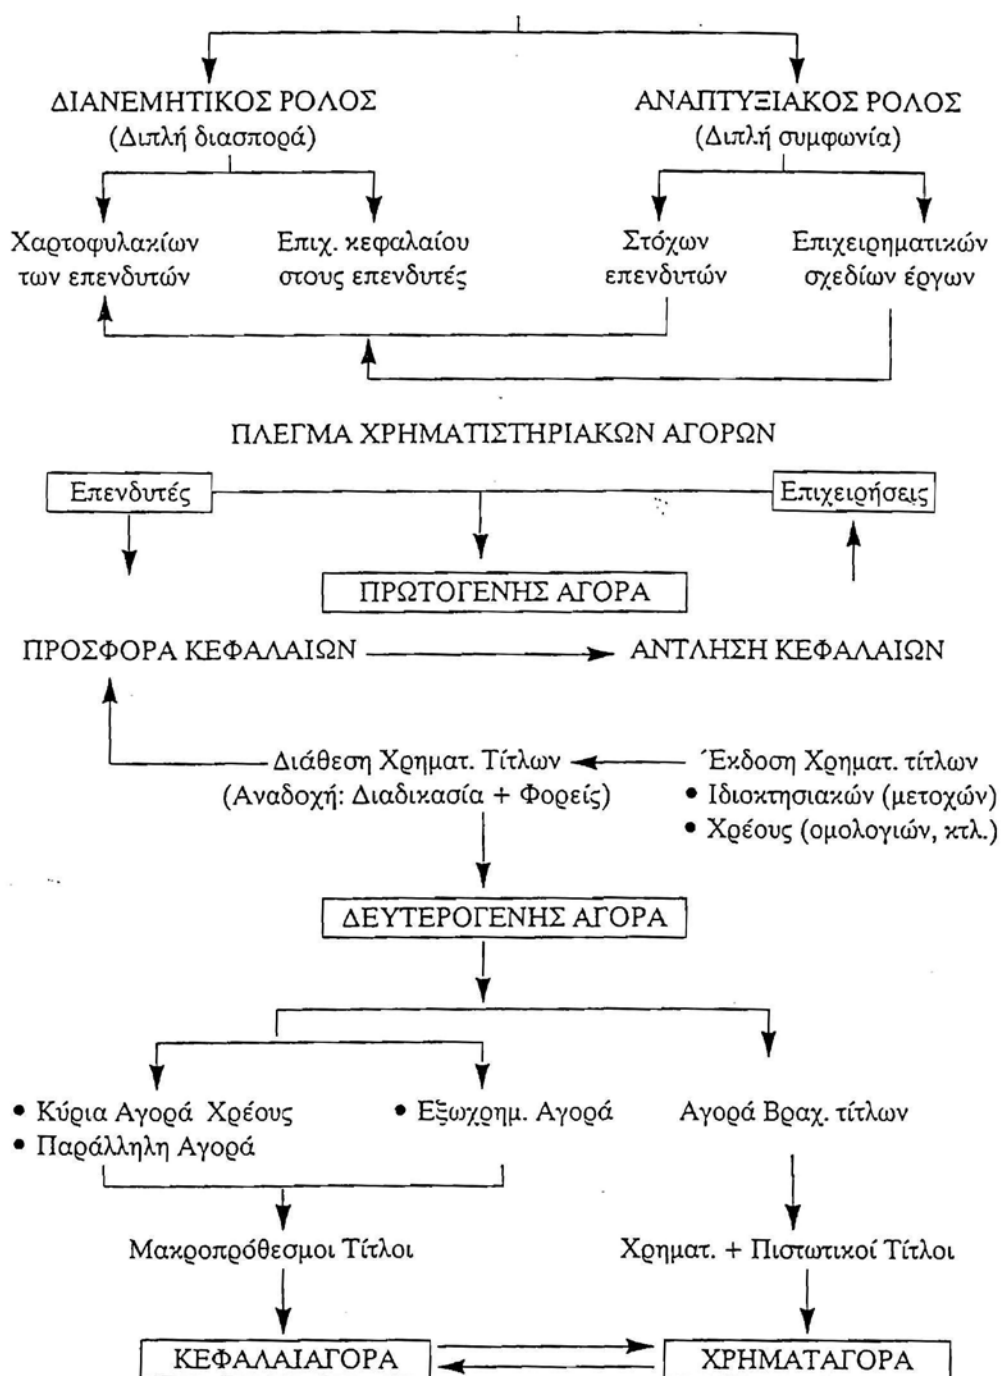 ΔΙΑΝΕΜΗΤΙΚΟΣ ΡΟΛΟΣ
(Διπλή διασπορά)
ΑΝΑΠΤΥΞΙΑΚΟΣ ΡΟΛΟΣ
(Διπλή συμφωνία)
Χαρτοφυλακίων
των επενδυτών
Επιχ. κεφαλαίου
στους επενδυτές
Στόχων
επενδυτών
Επιχειρηματικών
σχεδίων έργων
ΠΛΕΓΜΑ ΧΡΗΜΑΤΙΣΤΗΡΙΑΚΩΝ ΑΓΟΡΩΝ
Επενδυτές
Επιχειρήσεις
ΠΡΩΤΟΓΕΝΗΣ ΑΓΟΡΑ
ΠΡΟΣΦΟΡΑ ΚΕΦΑΛΑΙΩΝ
ΑΝΤΛΗΣΗ ΚΕΦΑΛΑΙΩΝ
Διάθεση Χρηματ. Τίτλων
(Αναδοχή: Διαδικασία + Φορείς)
Έκδοση Χρηματ. τίτλων
• Ιδιοκτησιακών (μετοχών)
• Χρέους (ομολογιών, κτλ.)
ΔΕΥΤΕΡΟΓΕΝΗΣ ΑΓΟΡΑ
• Κύρια Αγορά Χρέους
• Παράλληλη Αγορά
• Εξωχρημ. Αγορά
Αγορά Βραχ. τίτλων
Μακροπρόθεσμοι Τίτλοι
Χρηματ. + Πιστωτικοί Τίτλοι
ΚΕΦΑΛΑΙΑΓΟΡΑ
ΧΡΗΜΑΤΑΓΟΡΑ